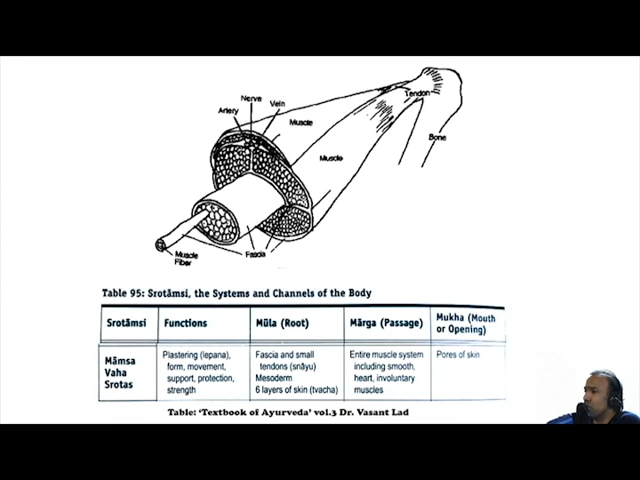 Nerve
Artery
Vein
Muscle
Tendon
Muscle
Bone
Muscle
Fiber
Fascia
Table 95: Srotāmsi, the Systems and Channels of the Body
Srotāmsi
Functions
Mūla (Root)
Mārga (Passage)
Mukha (Mouth
or Opening)
Māmsa
Vaha
Srotas
Plastering (lepana),
form, movement,
support, protection,
strength
Fascia and small
tendons (snāyu)
Mesoderm
6 layers of skin (tvacha)
Entire muscle system
including smooth,
heart, involuntary
muscles
Pores of skin
Table: 'Textbook of Ayurveda' vol.3 Dr. Vasant Lad